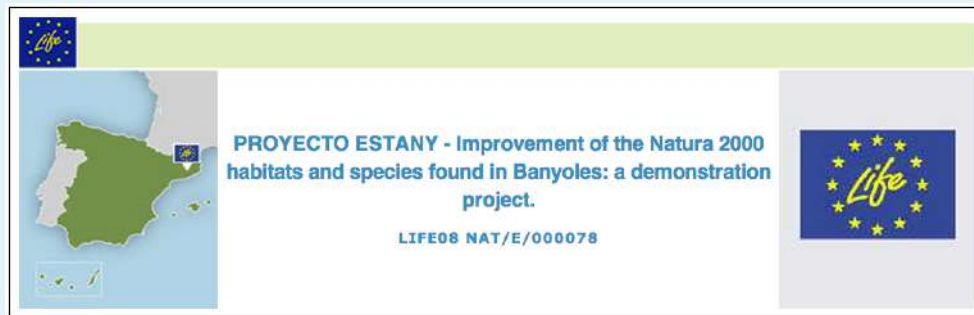 Life
PROYECTO ESTANY - Improvement of the Natura 2000
habitats and species found in Banyoles: a demonstration
project.
LIFE08 NAT/E/000078
Life